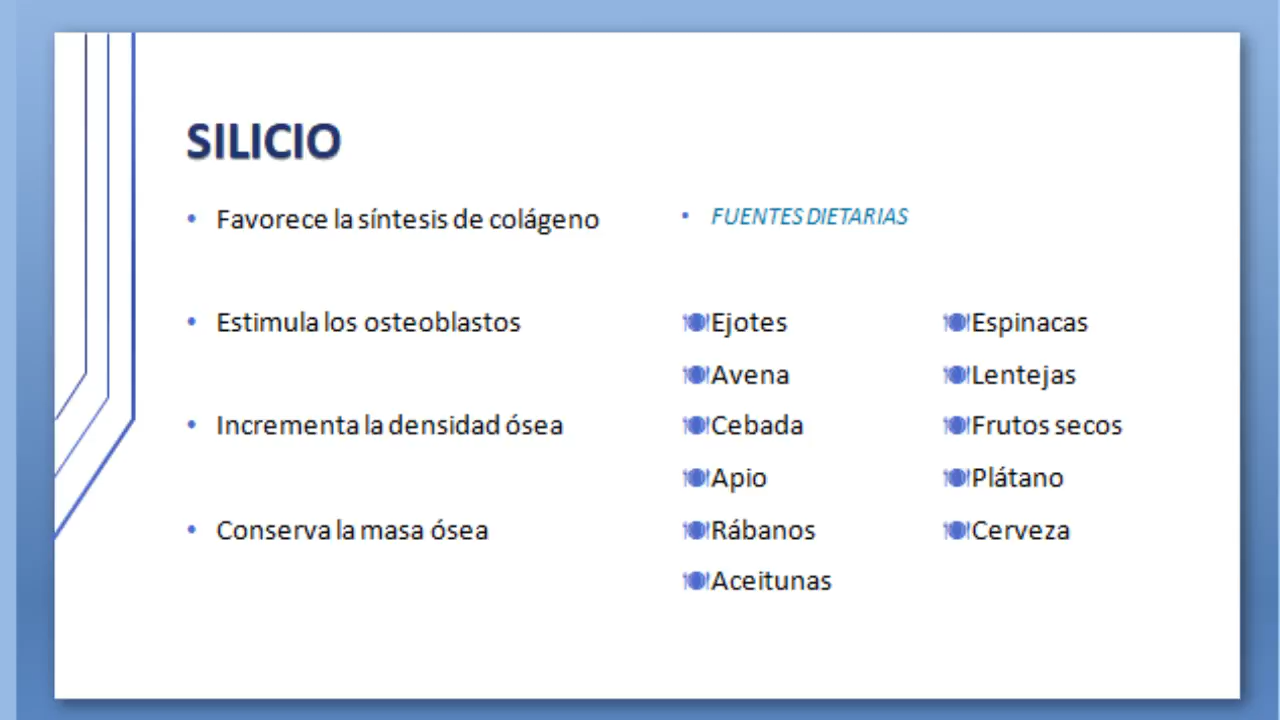 SILICIO
• Favorece la síntesis de colágeno
• Estimula los osteoblastos
• Incrementa la densidad ósea
• Conserva la masa ósea
• FUENTES DIETARIAS
Ejotes
Avena
Cebada
Apio
Rábanos
Aceitunas
Espinacas
Lentejas
Frutos secos
Plátano
Cerveza